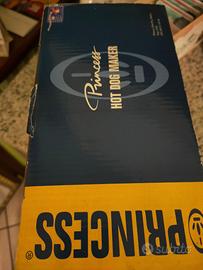 Princess
HOT DOG MAKER
PRINCESS®
subito